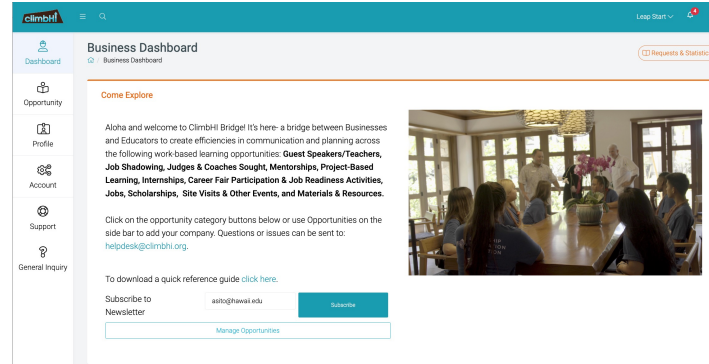 climbHI
Leap Start
4
Business Dashboard
Business Dashboard
Requests & Statistic
Dashboard
Opportunity
Profile
Account
Support
General Inquiry
Come Explore
Aloha and welcome to ClimbHI Bridge! It's here- a bridge between Businesses
and Educators to create efficiencies in communication and planning across
the following work-based learning opportunities: Guest Speakers/Teachers,
Job Shadowing, Judges & Coaches Sought, Mentorships, Project-Based
Learning, Internships, Career Fair Participation & Job Readiness Activities,
Jobs, Scholarships, Site Visits & Other Events, and Materials & Resources.
Click on the opportunity category buttons below or use Opportunities on the
side bar to add your company. Questions or issues can be sent to:
helpdesk@climbhi.org.
To download a quick reference guide click here.
Subscribe to
Newsletter
asito@hawaii.edu
Subscribe
Manage Opportunities